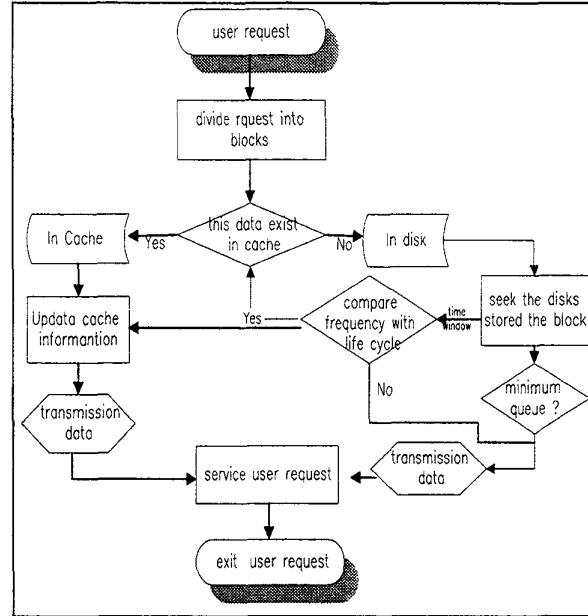 user request
divide rquest into
blocks
this data exist
in cache
In Cache
Yes
No
In disk
Updata cache
informantion
Yes
compare
frequency with
life cycle
time
window
seek the disks
stored the block
No
minimum
queue ?
transmission
data
service user request
transmission
data
exit user request